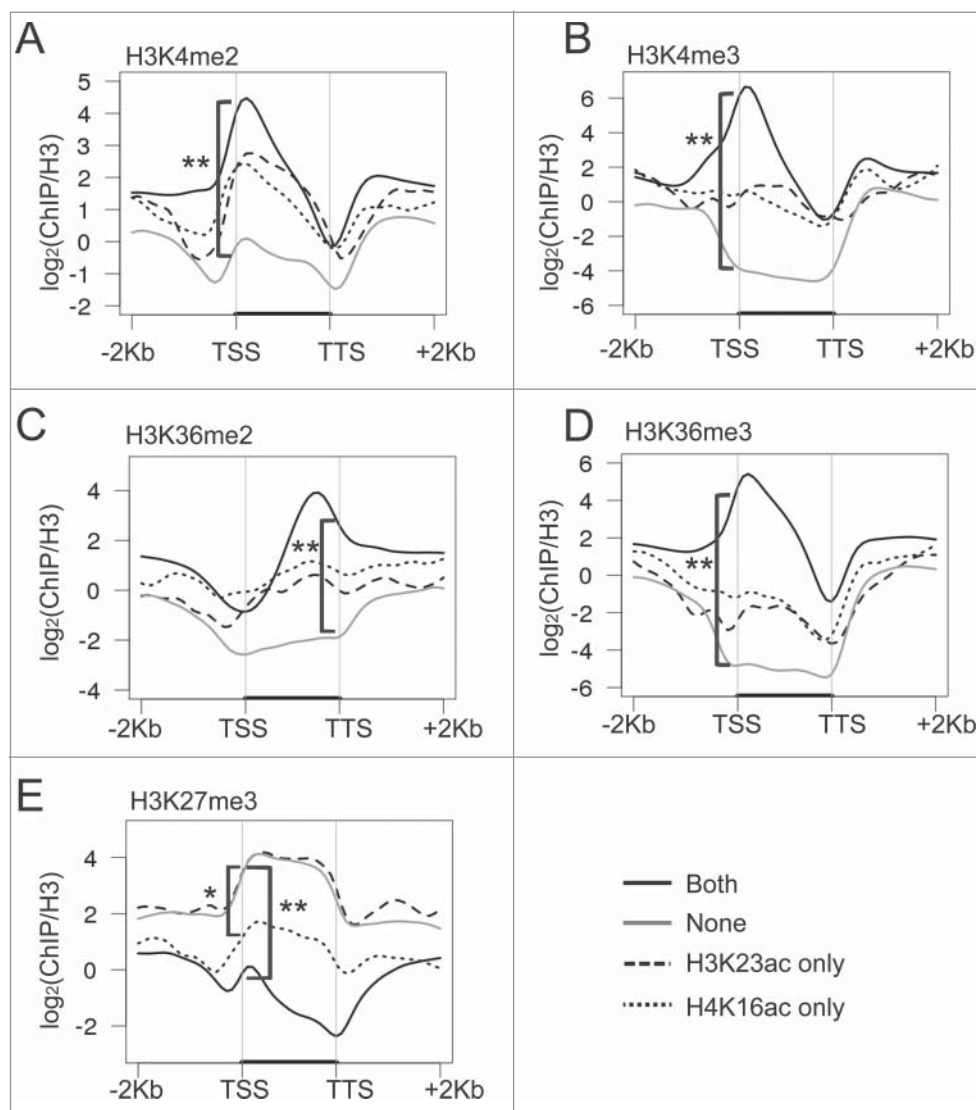 A
H3K4me2
log₂(ChIP/H3)
5
4
3
2
1
0
-1
-2
**
-2Kb TSS TTS +2Kb
B
H3K4me3
log₂(ChIP/H3)
6
4
2
0
-2
-4
-6
**
-2Kb TSS TTS +2Kb
C
H3K36me2
log₂(ChIP/H3)
4
2
0
-2
-4
**
-2Kb TSS TTS +2Kb
D
H3K36me3
log₂(ChIP/H3)
6
4
2
0
-2
-4
-6
**
-2Kb TSS TTS +2Kb
E
H3K27me3
log₂(ChIP/H3)
4
2
0
-2
*
**
-2Kb TSS TTS +2Kb
Both
None
H3K23ac only
H4K16ac only